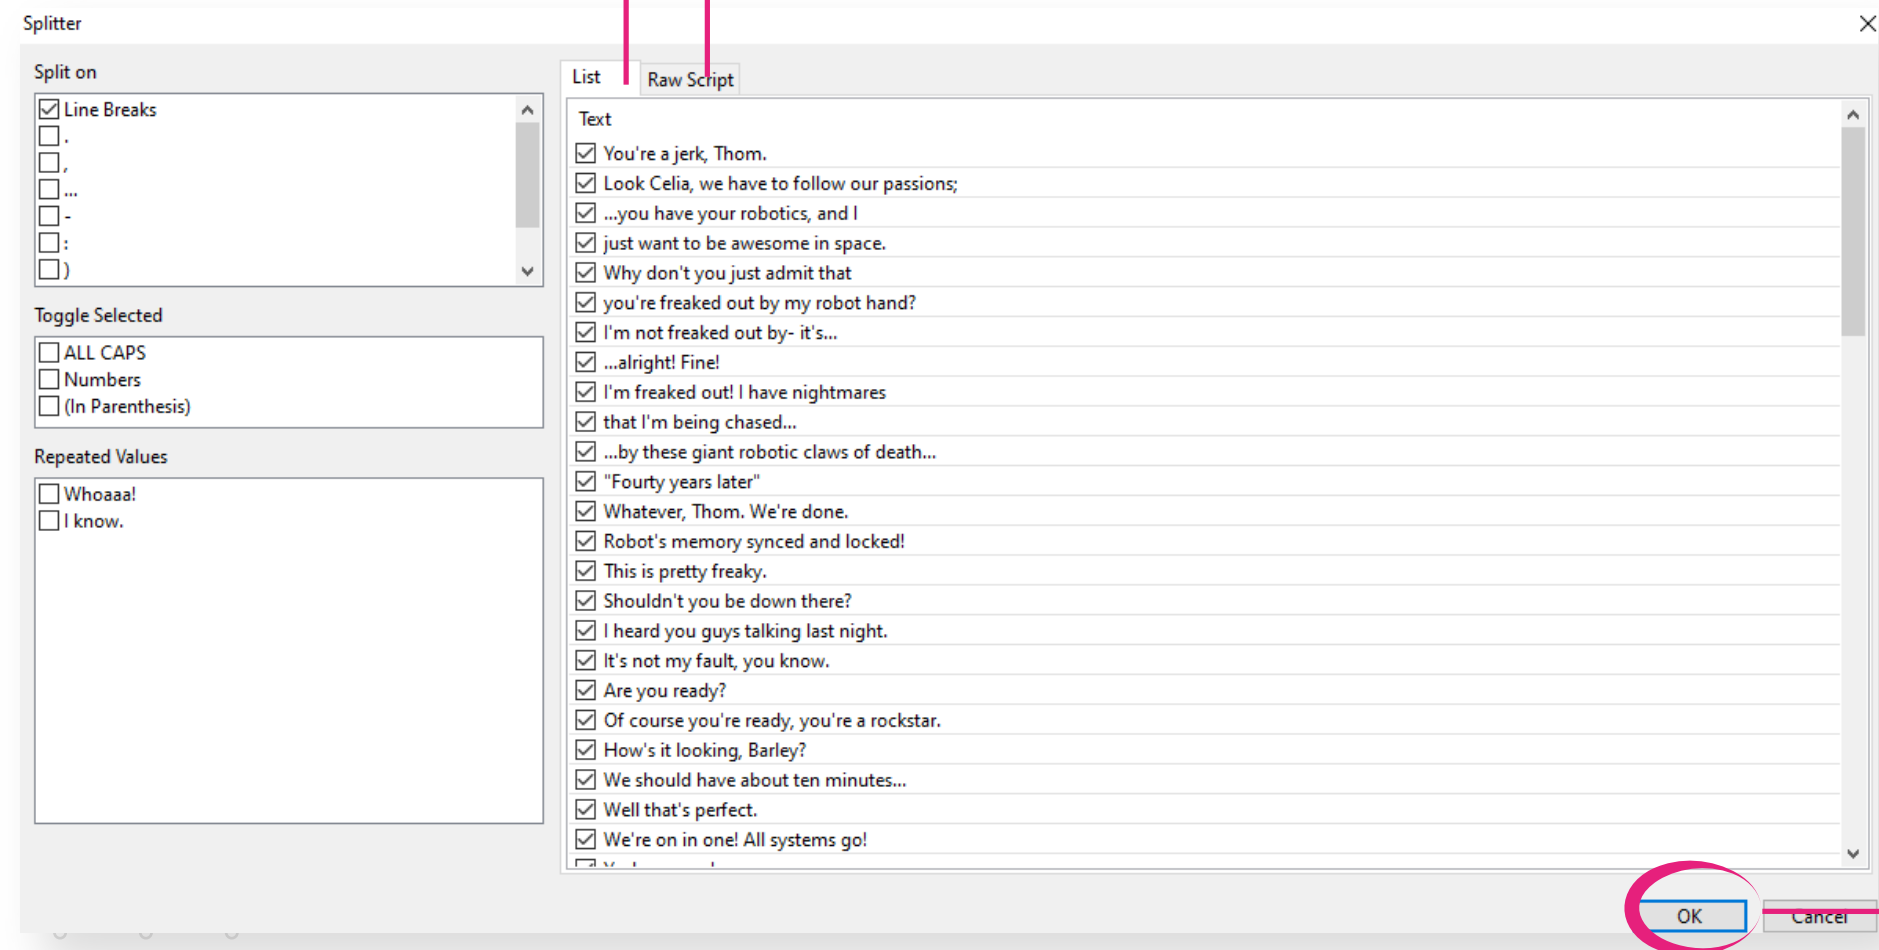 Splitter
Split on
Line Breaks
.
,
...
-
:
)
Toggle Selected
ALL CAPS
Numbers
(In Parenthesis)
Repeated Values
Whoaaa!
I know.
List
Raw Script
Text
You're a jerk, Thom.
Look Celia, we have to follow our passions;
...you have your robotics, and I
just want to be awesome in space.
Why don't you just admit that
you're freaked out by my robot hand?
I'm not freaked out by- it's...
...alright! Fine!
I'm freaked out! I have nightmares
that I'm being chased...
...by these giant robotic claws of death...
"Fourty years later"
Whatever, Thom. We're done.
Robot's memory synced and locked!
This is pretty freaky.
Shouldn't you be down there?
I heard you guys talking last night.
It's not my fault, you know.
Are you ready?
Of course you're ready, you're a rockstar.
How's it looking, Barley?
We should have about ten minutes...
Well that's perfect.
We're on in one! All systems go!
OK
Cancel